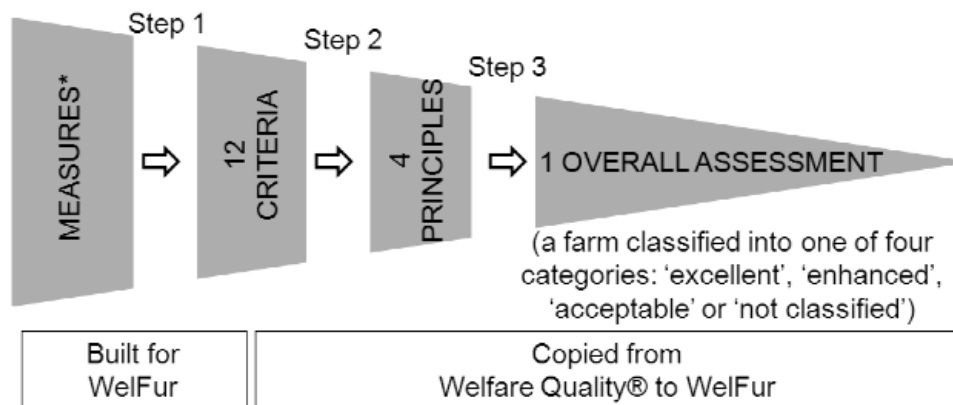 Step 1
Step 2
Step 3
MEASURES*
12
CRITERIA
4
PRINCIPLES
1 OVERALL ASSESSMENT
(a farm classified into one of four
categories: ‘excellent’, ‘enhanced’,
‘acceptable’ or ‘not classified’)
Built for
WelFur
Copied from
Welfare Quality® to WelFur